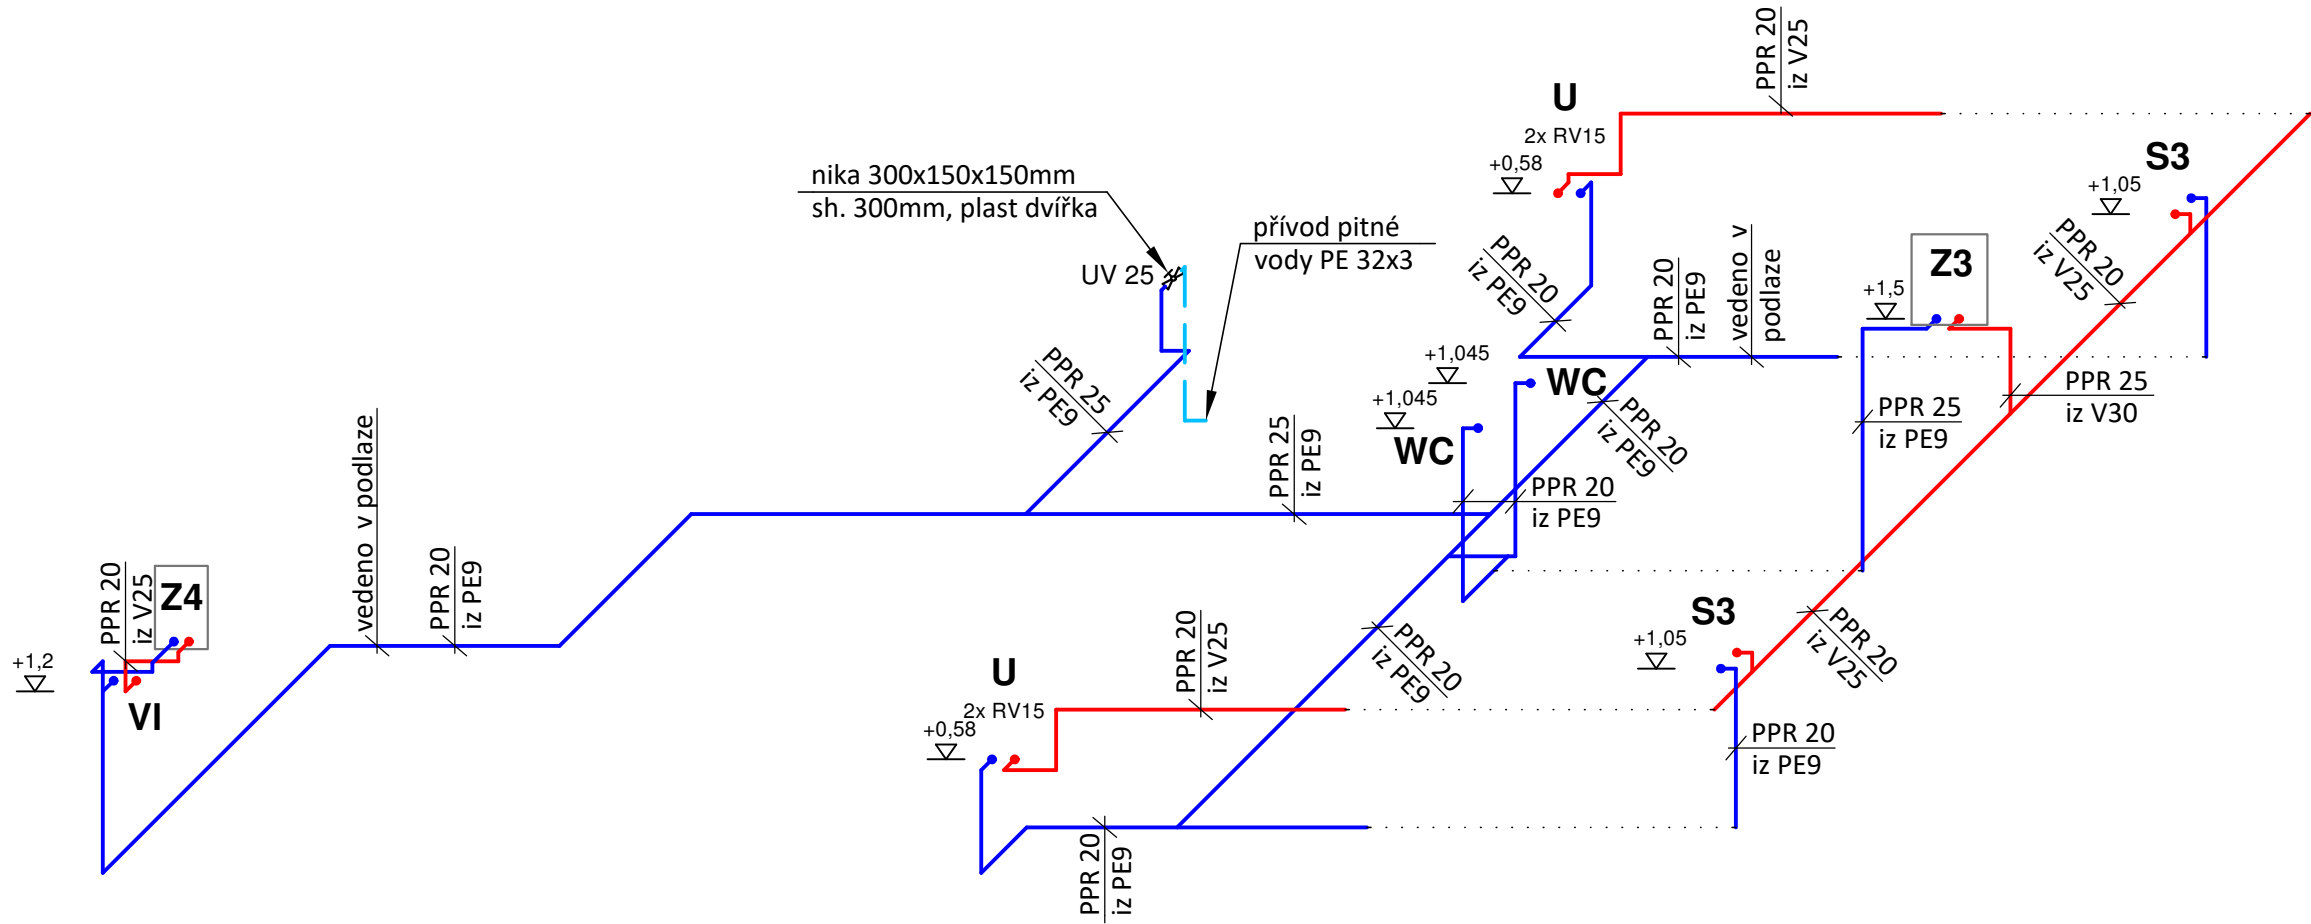 PPR 20
iz V25
U
2x RV15
+0,58
S3
+1,05
nika 300x150x150mm
sh. 300mm, plast dvířka
přívod pitné
vody PE 32x3
UV 25
PPR 20
iz PE9
PPR 20
iz PE9
vedeno v
podlaze
Z3
+1,5
PPR 20
iz V25
PPR 25
iz PE9
+1,045
WC
+1,045
WC
PPR 20
iz PE9
PPR 25
iz PE9
PPR 25
iz V30
PPR 25
iz PE9
PPR 20
iz PE9
vedeno v podlaze
PPR 20
iz PE9
PPR 20
iz V25
Z4
+1,2
VI
PPR 20
iz V25
U
2x RV15
+0,58
PPR 20
iz PE9
S3
+1,05
PPR 20
iz V25
PPR 20
iz PE9
PPR 20
iz PE9